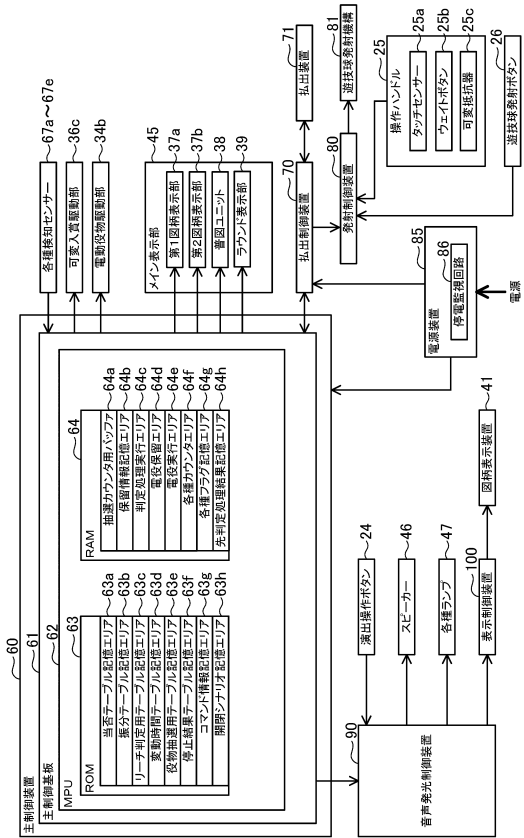 60
主制御装置
61
主制御基板
62
MPU
63
ROM
当否テーブル記憶エリア 63a
振分テーブル記憶エリア 63b
リーチ判定用テーブル記憶エリア 63c
変動時間テーブル記憶エリア 63d
役物抽選用テーブル記憶エリア 63e
停止結果テーブル記憶エリア 63f
コマンド情報記憶エリア 63g
開閉シナリオ記憶エリア 63h
64
RAM
抽選カウンタ用バッファ 64a
保留情報記憶エリア 64b
判定処理実行エリア 64c
電役保留エリア 64d
電役実行エリア 64e
各種カウンタエリア 64f
各種フラグ記憶エリア 64g
先判定処理結果記憶エリア 64h
各種検知センサー 67a～67e
可変入賞駆動部 36c
電動役物駆動部 34b
45
メイン表示部
第1図柄表示部 37a
第2図柄表示部 37b
普図ユニット 38
ラウンド表示部 39
払出制御装置 70
払出装置 71
発射制御装置 80
遊技球発射機構 81
25
操作ハンドル
タッチセンサー 25a
ウェイトボタン 25b
可変抵抗器 25c
遊技球発射ボタン 26
85
電源装置
86
停電監視回路
電源
90
音声発光制御装置
演出操作ボタン 24
スピーカー 46
各種ランプ 47
表示制御装置 100
図柄表示装置 41